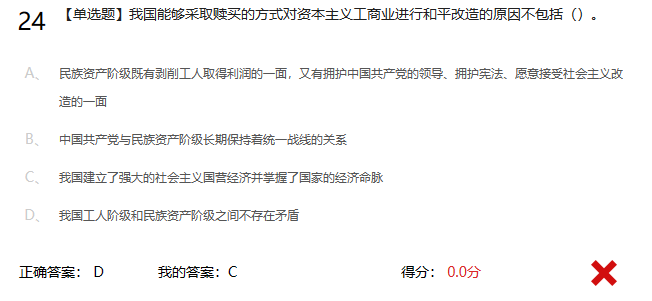 24 【单选题】我国能够采取赎买的方式对资本主义工商业进行和平改造的原因不包括（）。
A、 民族资产阶级既有剥削工人取得利润的一面，又有拥护中国共产党的领导、拥护宪法、愿意接受社会主义改
造的一面
B、 中国共产党与民族资产阶级长期保持着统一战线的关系
C、 我国建立了强大的社会主义国营经济并掌握了国家的经济命脉
D、 我国工人阶级和民族资产阶级之间不存在矛盾
正确答案： D 我的答案：C 得分： 0.0分